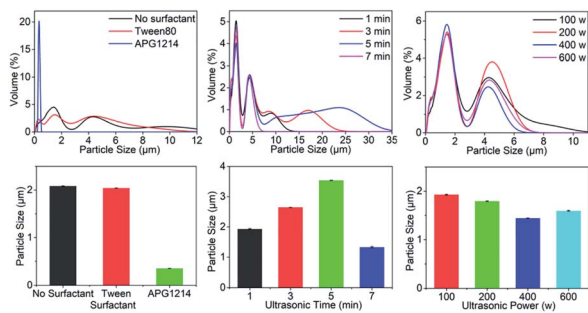 No surfactant
Tween80
APG1214
Volume (%)
20
15
10
5
0
0 2 4 6 8 10 12
Particle Size (μm)
1 min
3 min
5 min
7 min
Volume (%)
5
4
3
2
1
0
0 5 10 15 20 25 30 35
Particle Size (μm)
100 w
200 w
400 w
600 w
Volume (%)
6
4
2
0
0 2 4 6 8 10
Particle Size (μm)
Particle Size (μm)
2
1
0
No Surfactant Tween APG1214
Surfactant
Particle Size (μm)
4
3
2
1
0
1 3 5 7
Ultrasonic Time (min)
Particle Size (μm)
2
1
0
100 200 400 600
Ultrasonic Power (w)